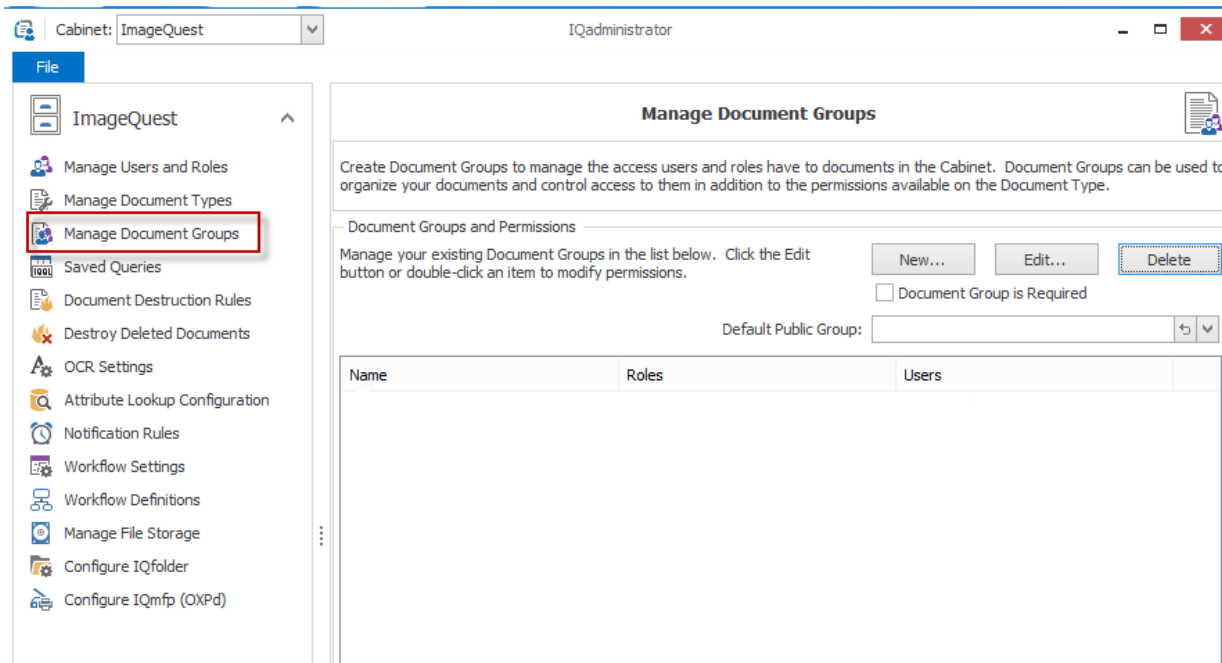 Cabinet: ImageQuest
IQadministrator
File
ImageQuest
Manage Users and Roles
Manage Document Types
Manage Document Groups
Saved Queries
Document Destruction Rules
Destroy Deleted Documents
OCR Settings
Attribute Lookup Configuration
Notification Rules
Workflow Settings
Workflow Definitions
Manage File Storage
Configure IQfolder
Configure IQmfp (OXPd)
Manage Document Groups
Create Document Groups to manage the access users and roles have to documents in the Cabinet. Document Groups can be used to
organize your documents and control access to them in addition to the permissions available on the Document Type.
Document Groups and Permissions
Manage your existing Document Groups in the list below. Click the Edit
button or double-click an item to modify permissions.
New... Edit... Delete
Document Group is Required
Default Public Group:
Name Roles Users